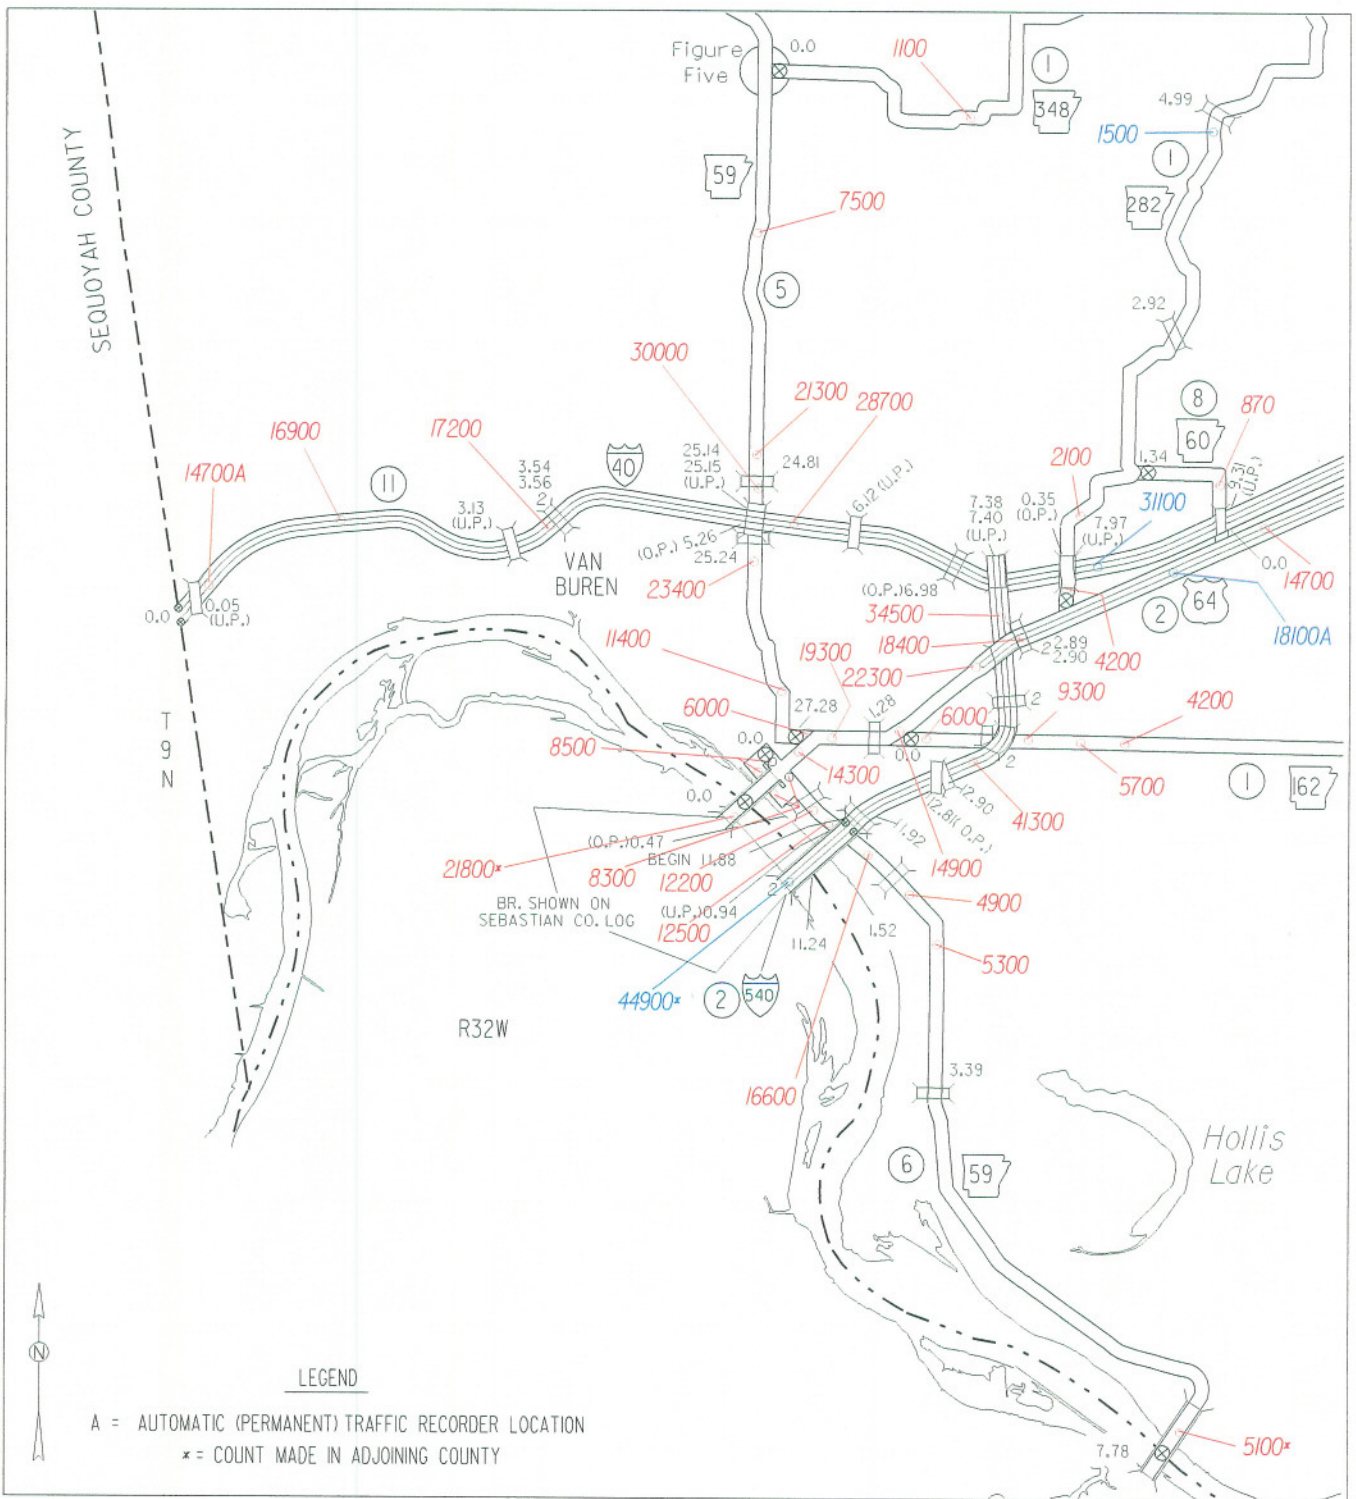 Figure
Five
0.0
1100
1
348
4.99
1500
1
282
59
7500
5
2.92
SEQUOYAH COUNTY
30000
21300
28700
8
60
870
16900
17200
14700A
11
40
25.14
25.15
(U.P.)
24.81
3.54
3.56
2
3.13
(U.P.)
6.12 (U.P.)
2100
1.34
9.31
(U.P.)
31100
7.38
7.40
(U.P.)
0.35
(O.P.)
7.97
(U.P.)
(O.P.) 5.26
25.24
VAN
BUREN
23400
(O.P.)6.98
0.0
14700
0.0
0.05
(U.P.)
34500
18400
2
64
18100A
11400
19300
22300
2
2.89
2.90
4200
T
9
N
6000
27.28
1.28
6000
2
9300
4200
8500
0.0
14300
0.0
2
5700
1
162
0.0
12.90
12.81( O.P.)
41300
11.92
(O.P.)0.47
BEGIN 11.88
14900
21800*
8300
12200
4900
BR. SHOWN ON
SEBASTIAN CO. LOG
(U.P.)0.94
2
12500
11.24
1.52
5300
44900*
2
540
R32W
16600
3.39
6
59
Hollis
Lake
N
LEGEND
A = AUTOMATIC (PERMANENT) TRAFFIC RECORDER LOCATION
* = COUNT MADE IN ADJOINING COUNTY
7.78
5100*